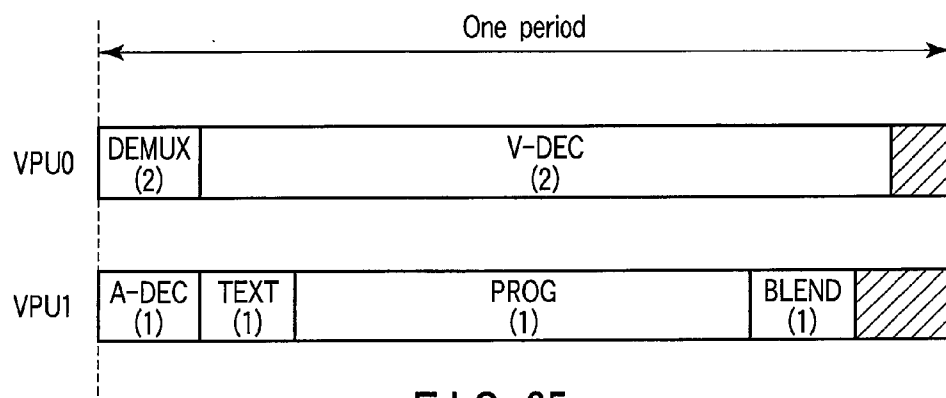 One period
VPU0
DEMUX
(2)
V-DEC
(2)
VPU1
A-DEC
(1)
TEXT
(1)
PROG
(1)
BLEND
(1)